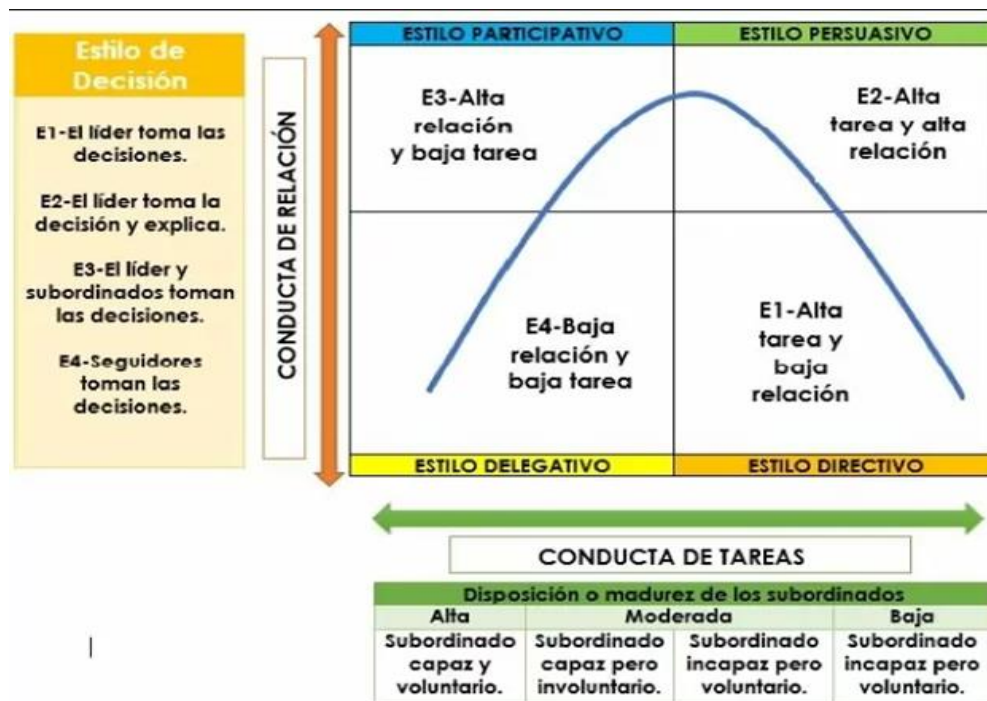 Estilo de
Decisión
E1-El líder toma las
decisiones.
E2-El líder toma la
decisión y explica.
E3-El líder y
subordinados toman
las decisiones.
E4-Seguidores
toman las
decisiones.
CONDUCTA DE RELACIÓN
ESTILO PARTICIPATIVO
ESTILO PERSUASIVO
E3-Alta
relación
y baja tarea
E2-Alta
tarea y alta
relación
E4-Baja
relación y
baja tarea
E1-Alta
tarea y
baja
relación
ESTILO DELEGATIVO
ESTILO DIRECTIVO
CONDUCTA DE TAREAS
Disposición o madurez de los subordinados
Alta
Moderada
Baja
Subordinado
capaz y
voluntario.
Subordinado
capaz pero
involuntario.
Subordinado
incapaz pero
voluntario.
Subordinado
incapaz pero
voluntario.